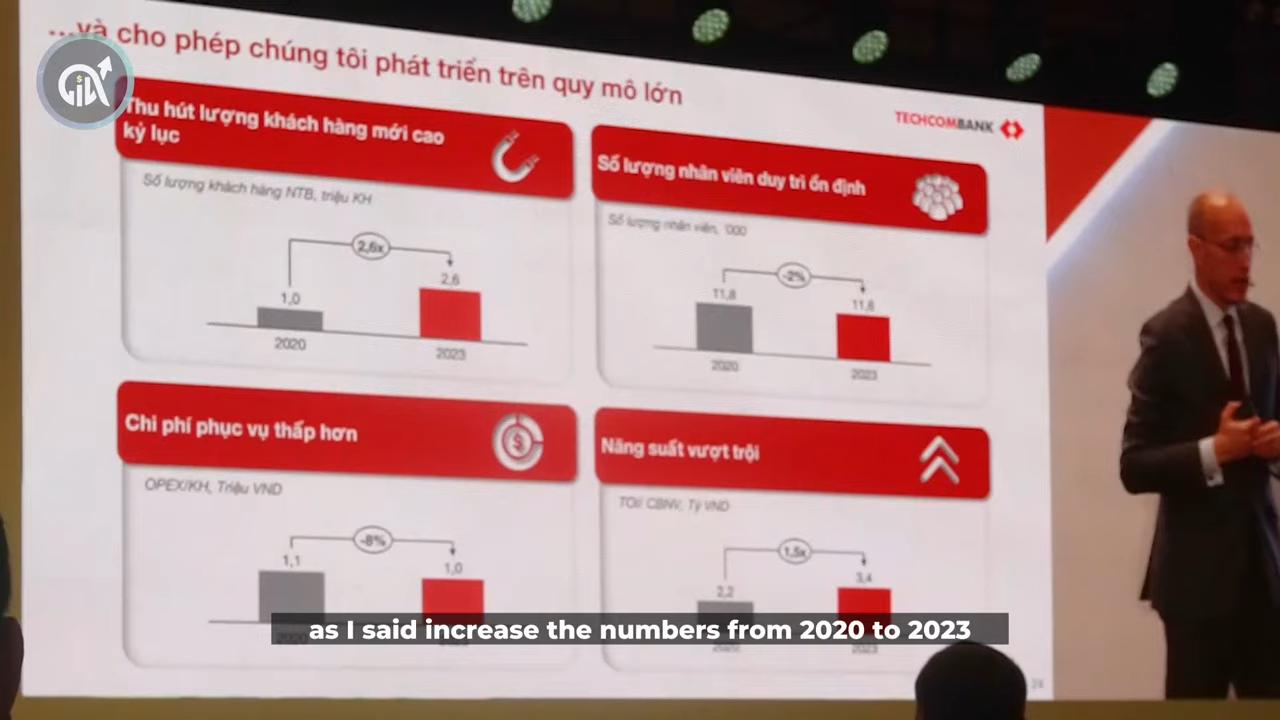 ...và cho phép chúng tôi phát triển trên quy mô lớn
TECHCOMBANK
Thu hút lượng khách hàng mới cao
kỷ lục
Số lượng khách hàng NTB, triệu KH
2,6x
1,0
2,6
2020
2023
Số lượng nhân viên duy trì ổn định
Số lượng nhân viên, '000
-2%
11,8
11,6
2020
2023
Chi phí phục vụ thấp hơn
OPEX/KH, Triệu VND
-8%
1,1
1,0
Năng suất vượt trội
TOI/ CBNV, Tỷ VND
1,5x
2,2
3,4
2023
as I said increase the numbers from 2020 to 2023